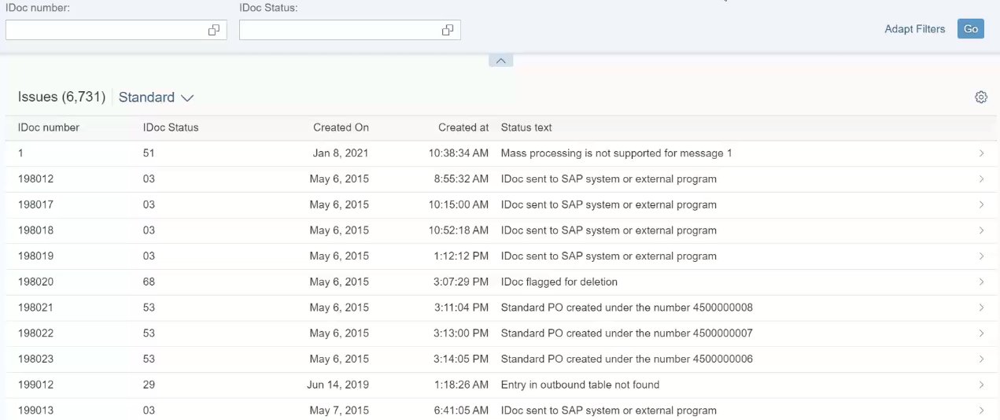 IDoc number: IDoc Status:
Adapt Filters Go
Issues (6,731) Standard
IDoc number IDoc Status Created On Created at Status text
1 51 Jan 8, 2021 10:38:34 AM Mass processing is not supported for message 1
198012 03 May 6, 2015 8:55:32 AM IDoc sent to SAP system or external program
198017 03 May 6, 2015 10:15:00 AM IDoc sent to SAP system or external program
198018 03 May 6, 2015 10:52:18 AM IDoc sent to SAP system or external program
198019 03 May 6, 2015 1:12:12 PM IDoc sent to SAP system or external program
198020 68 May 6, 2015 3:07:29 PM IDoc flagged for deletion
198021 53 May 6, 2015 3:11:04 PM Standard PO created under the number 4500000008
198022 53 May 6, 2015 3:13:00 PM Standard PO created under the number 4500000007
198023 53 May 6, 2015 3:14:05 PM Standard PO created under the number 4500000006
199012 29 Jun 14, 2019 1:18:26 AM Entry in outbound table not found
199013 03 May 7, 2015 6:41:05 AM IDoc sent to SAP system or external program